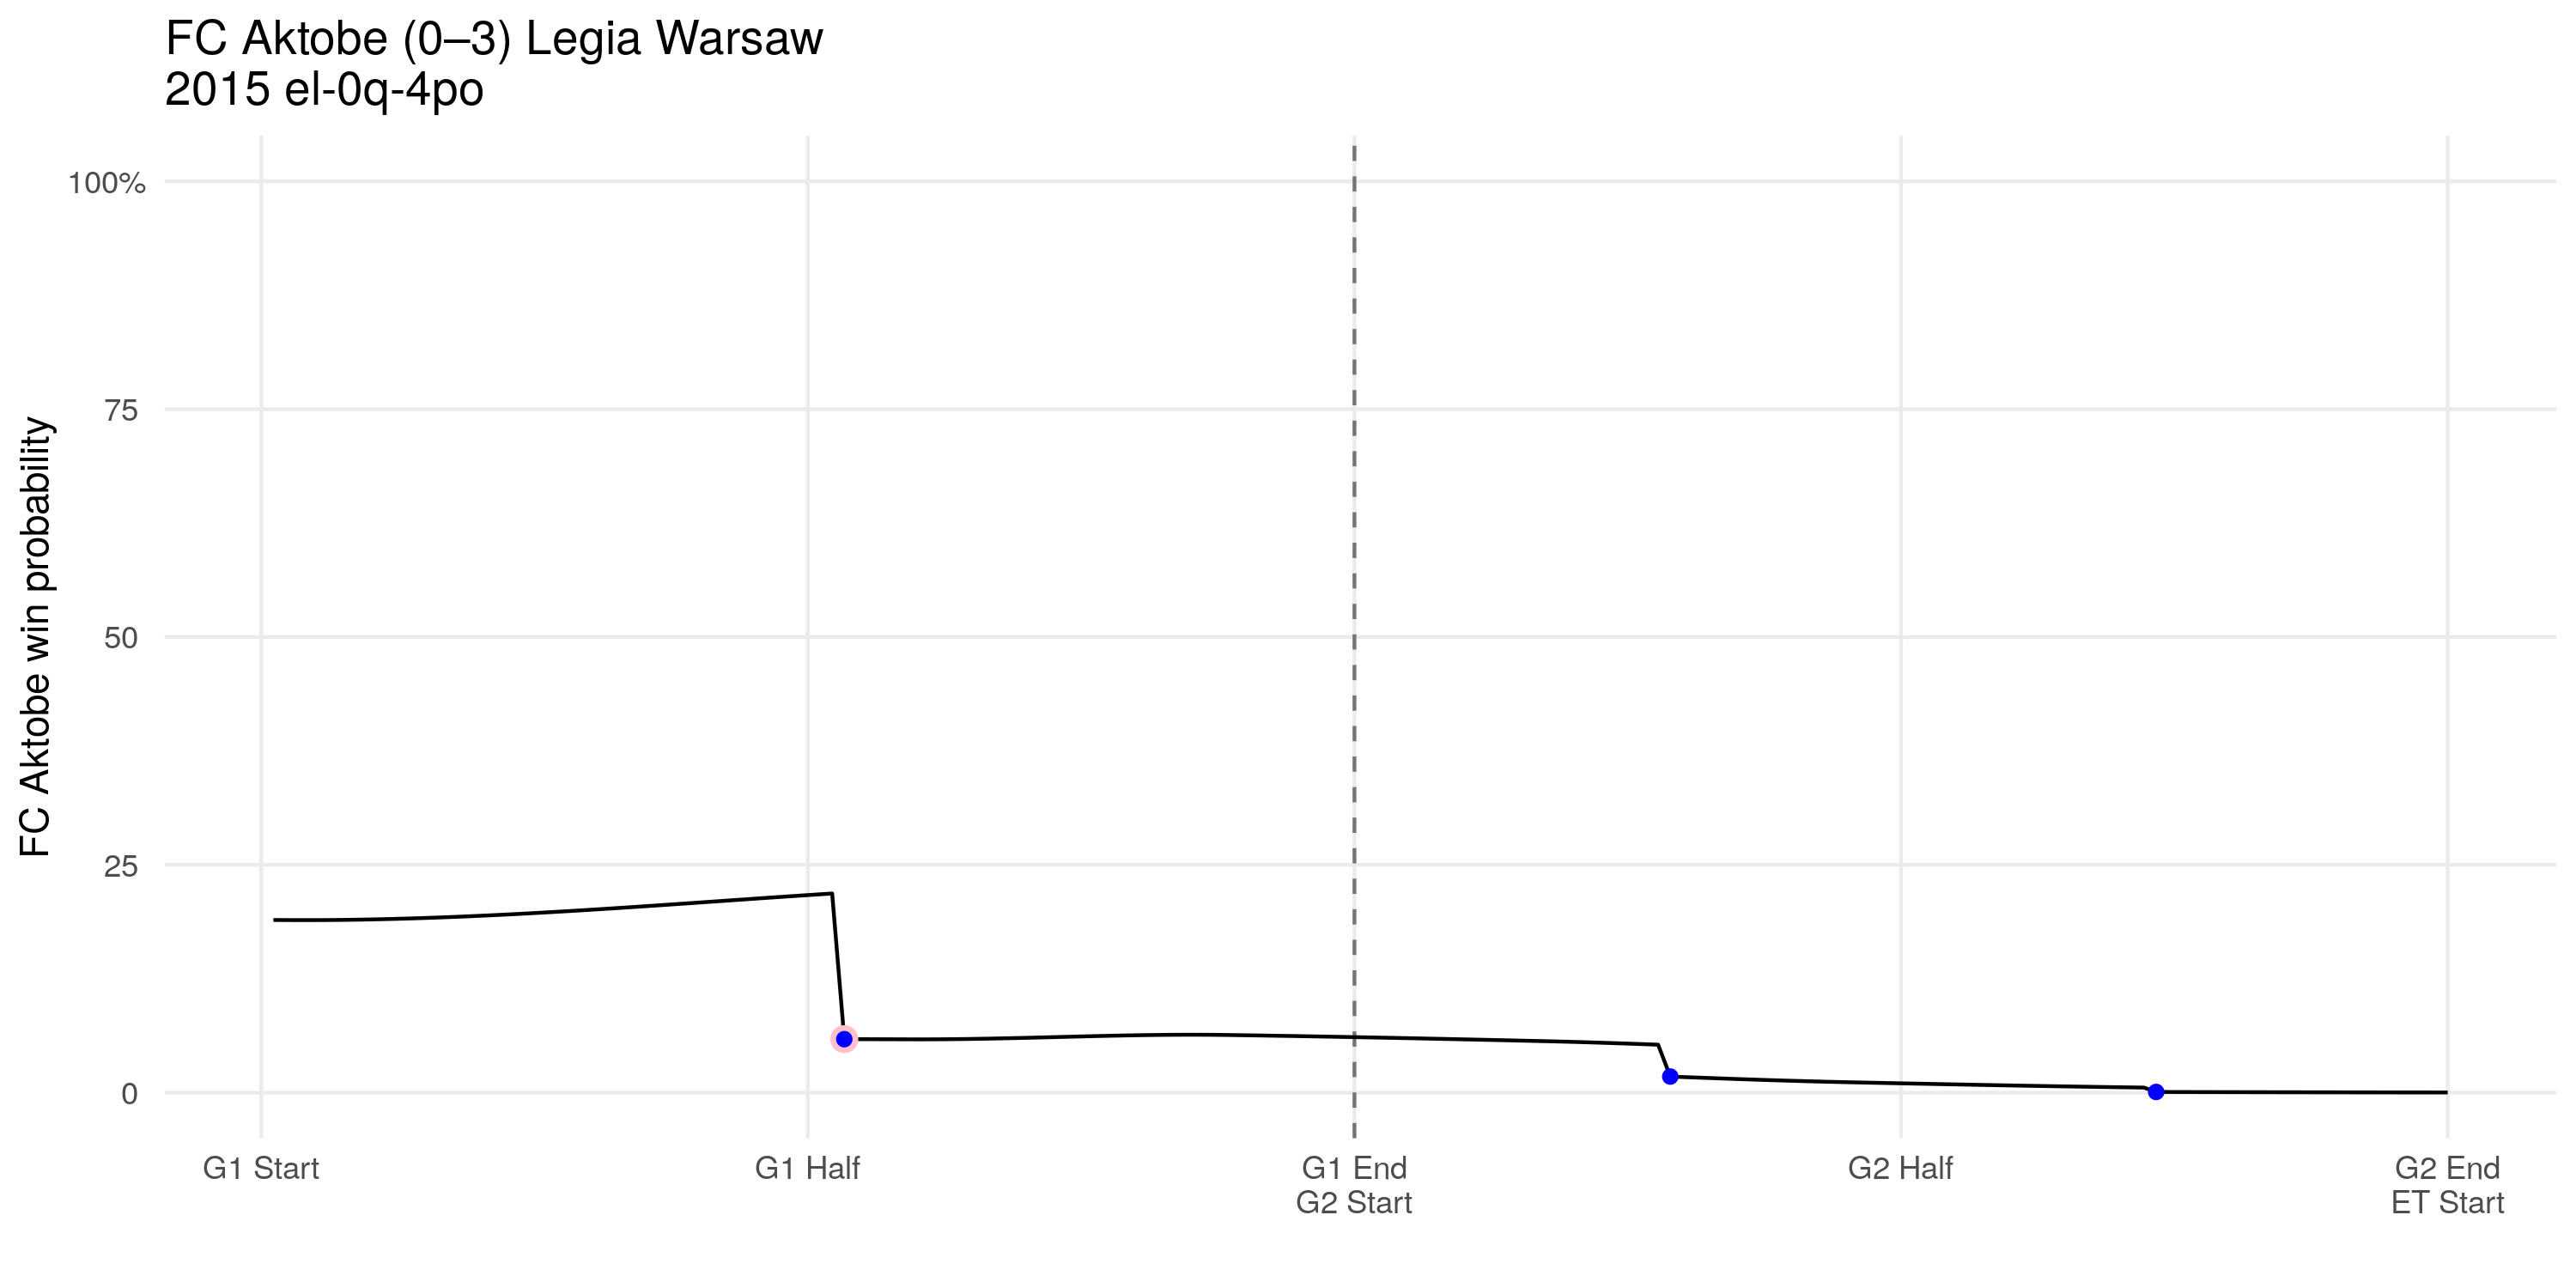 FC Aktobe (0–3) Legia Warsaw
2015 el-0q-4po
FC Aktobe win probability
100%
75
50
25
0
G1 Start
G1 Half
G1 End
G2 Start
G2 Half
G2 End
ET Start